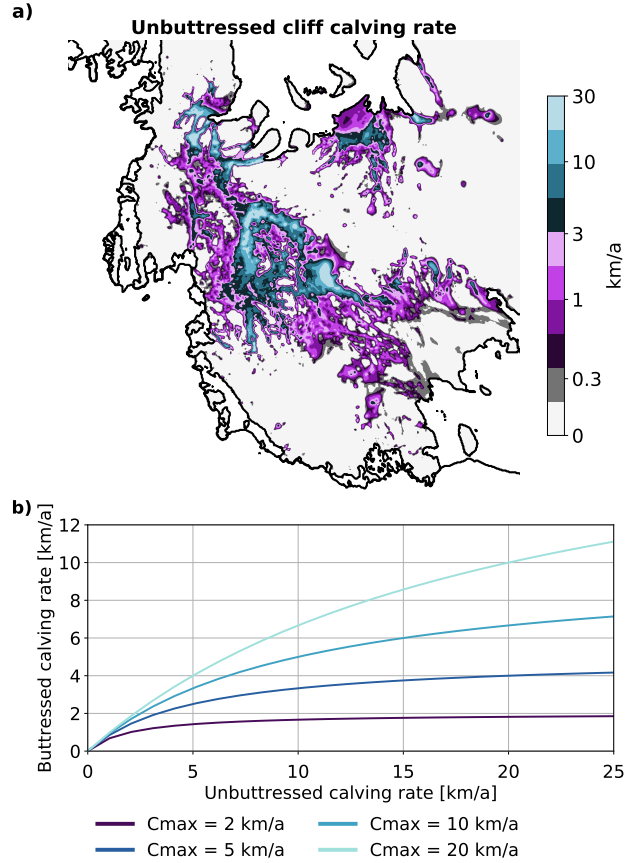 a)
Unbuttressed cliff calving rate
30
10
3
1
0.3
0
km/a
b)
Buttressed calving rate [km/a]
12
10
8
6
4
2
0
0 5 10 15 20 25
Unbuttressed calving rate [km/a]
Cmax = 2 km/a Cmax = 10 km/a
Cmax = 5 km/a Cmax = 20 km/a